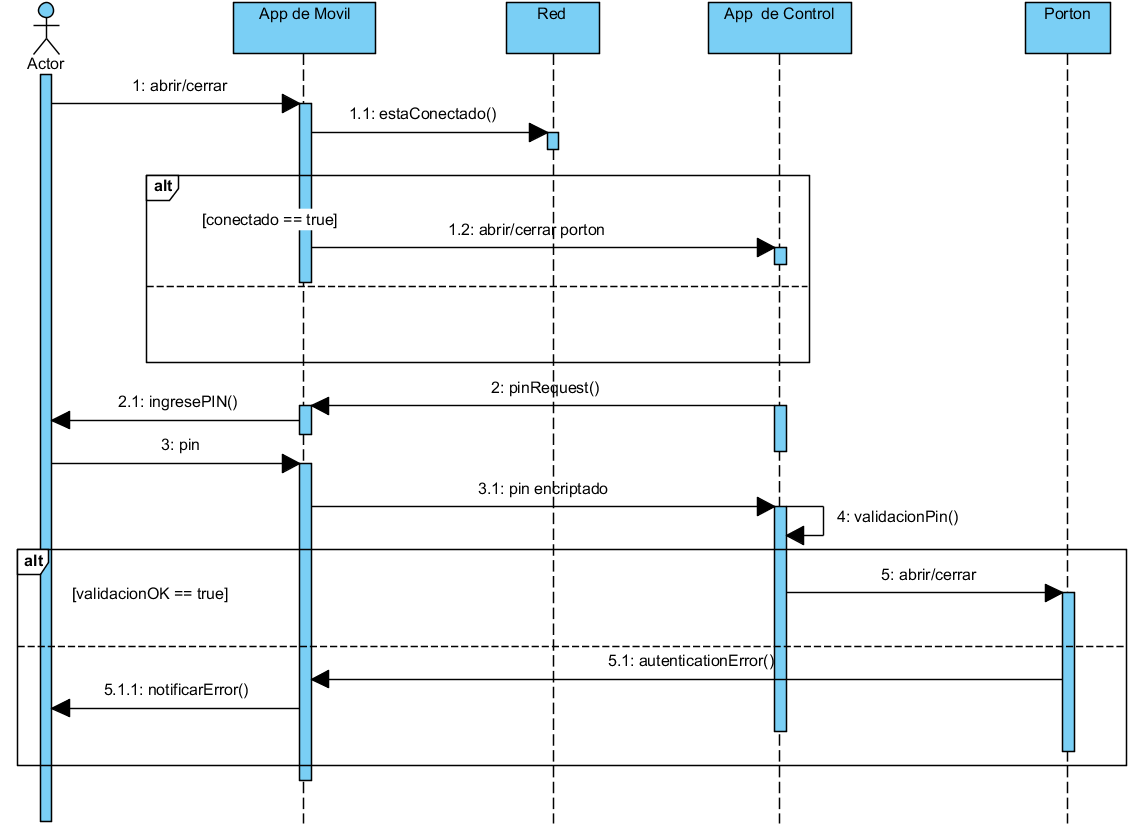 App de Movil
Red
App  de Control
Porton
Actor
1: abrir/cerrar
1.1: estaConectado()
alt
[conectado == true]
1.2: abrir/cerrar porton
2: pinRequest()
2.1: ingresePIN()
3: pin
3.1: pin encriptado
4: validacionPin()
alt
5: abrir/cerrar
[validacionOK == true]
5.1: autenticationError()
5.1.1: notificarError()